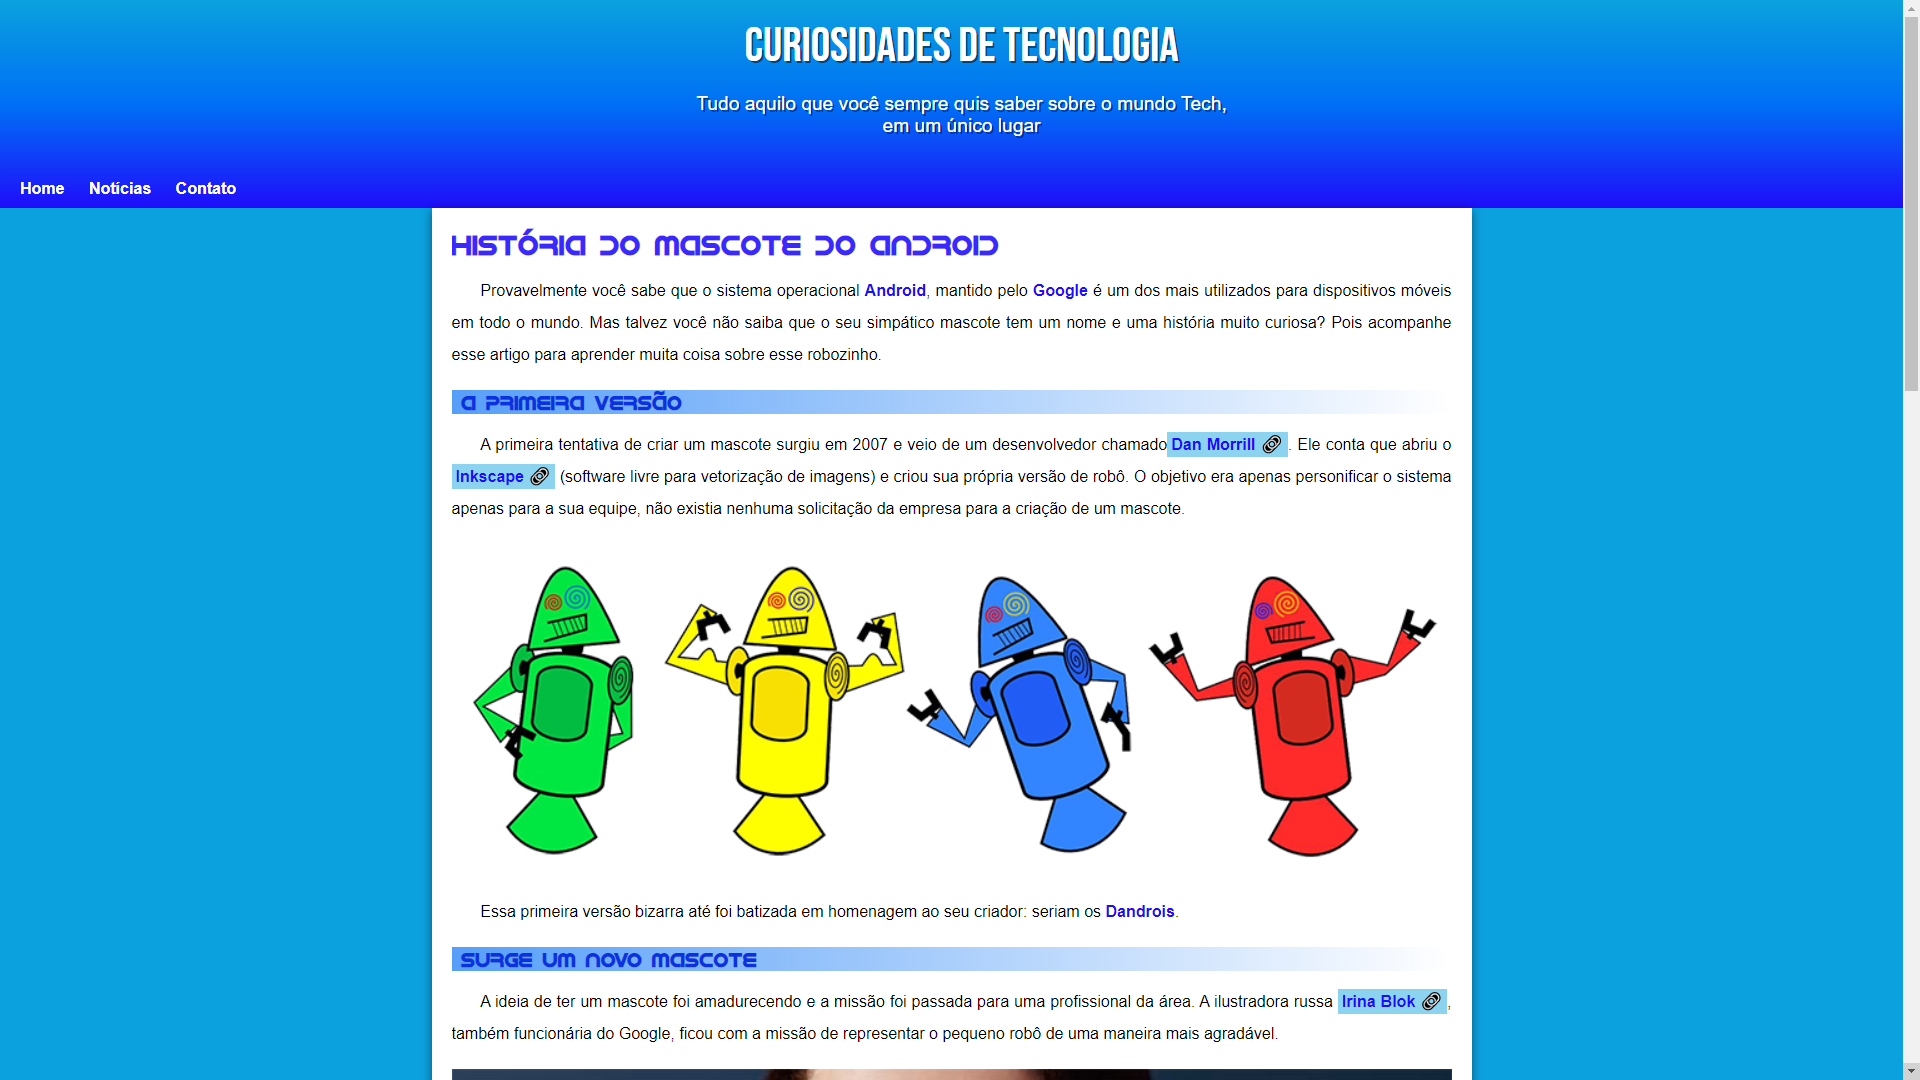 CURIOSIDADES DE TECNOLOGIA
Tudo aquilo que você sempre quis saber sobre o mundo Tech,
em um único lugar
Home Notícias Contato
HISTÓRIA DO MASCOTE DO ANDROID
Provavelmente você sabe que o sistema operacional Android, mantido pelo Google é um dos mais utilizados para dispositivos móveis
em todo o mundo. Mas talvez você não saiba que o seu simpático mascote tem um nome e uma história muito curiosa? Pois acompanhe
esse artigo para aprender muita coisa sobre esse robozinho.
A PRIMEIRA VERSÃO
A primeira tentativa de criar um mascote surgiu em 2007 e veio de um desenvolvedor chamado Dan Morrill. Ele conta que abriu o
Inkscape (software livre para vetorização de imagens) e criou sua própria versão de robô. O objetivo era apenas personificar o sistema
apenas para a sua equipe, não existia nenhuma solicitação da empresa para a criação de um mascote.
Essa primeira versão bizarra até foi batizada em homenagem ao seu criador: seriam os Dandrois.
SURGE UM NOVO MASCOTE
A ideia de ter um mascote foi amadurecendo e a missão foi passada para uma profissional da área. A ilustradora russa Irina Blok,
também funcionária do Google, ficou com a missão de representar o pequeno robô de uma maneira mais agradável.